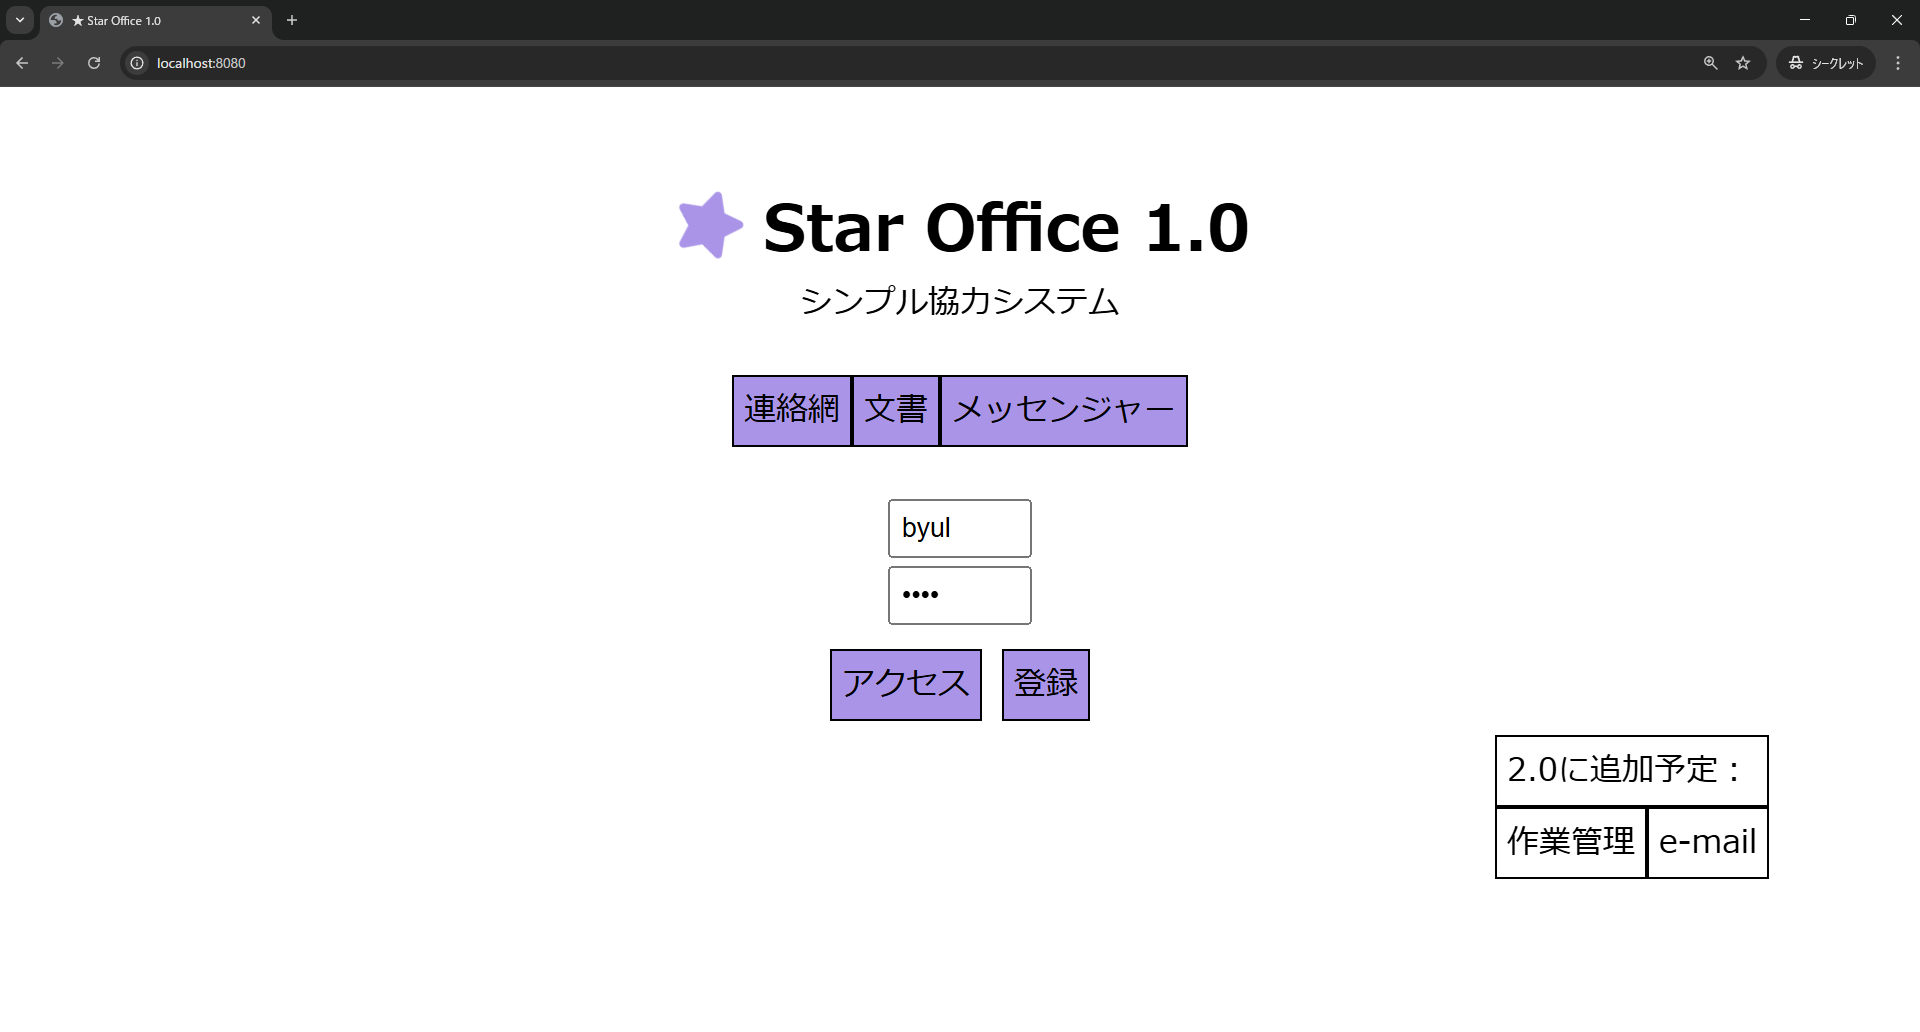 ★ Star Office 1.0
localhost:8080
シークレット
Star Office 1.0
シンプル協力システム
連絡網 文書 メッセンジャー
byul
••••
アクセス 登録
2.0に追加予定：
作業管理 e-mail